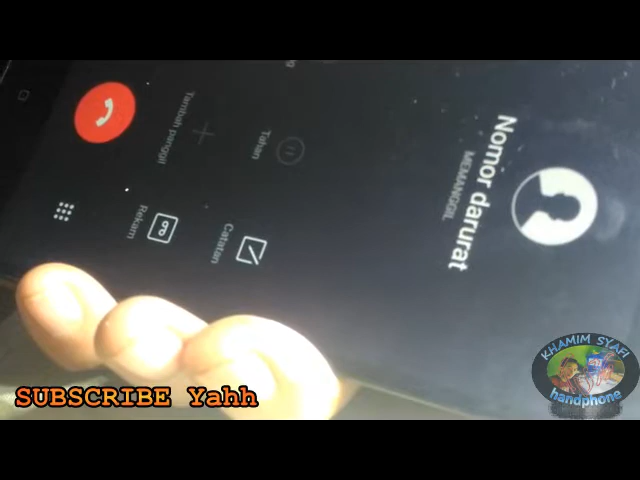 Nomor darurat
MEMANGGIL
Tambah panggil
Tahan
Rekam
Catatan
KHAMIM SYAFI
handphone
SUBSCRIBE Yahh